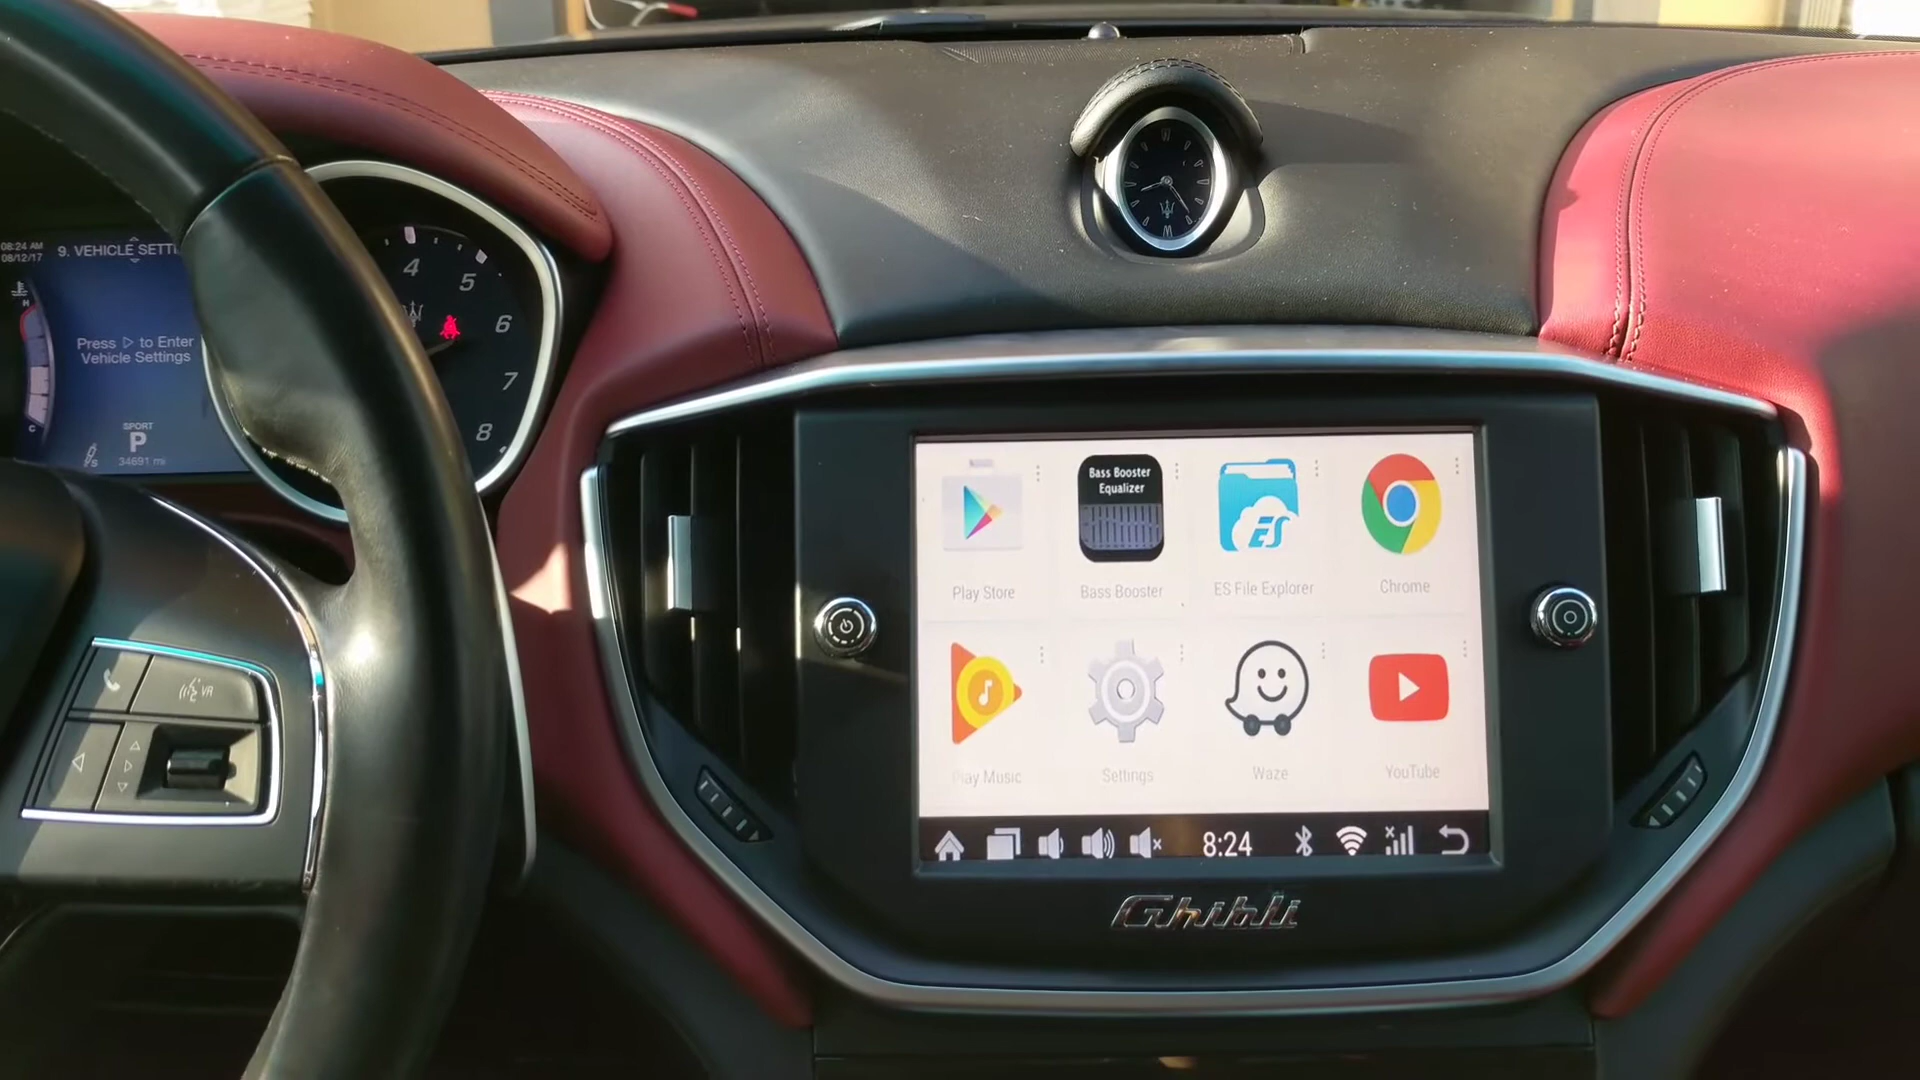 08:24 AM
08/12/17
9. VEHICLE SETTI
H
Press ▷ to Enter
Vehicle Settings
C
SPORT
P
34691 mi
4
5
6
7
8
VR
Bass Booster
Equalizer
ES
Play Store
Bass Booster
ES File Explorer
Chrome
Play Music
Settings
Waze
YouTube
8:24
Ghibli